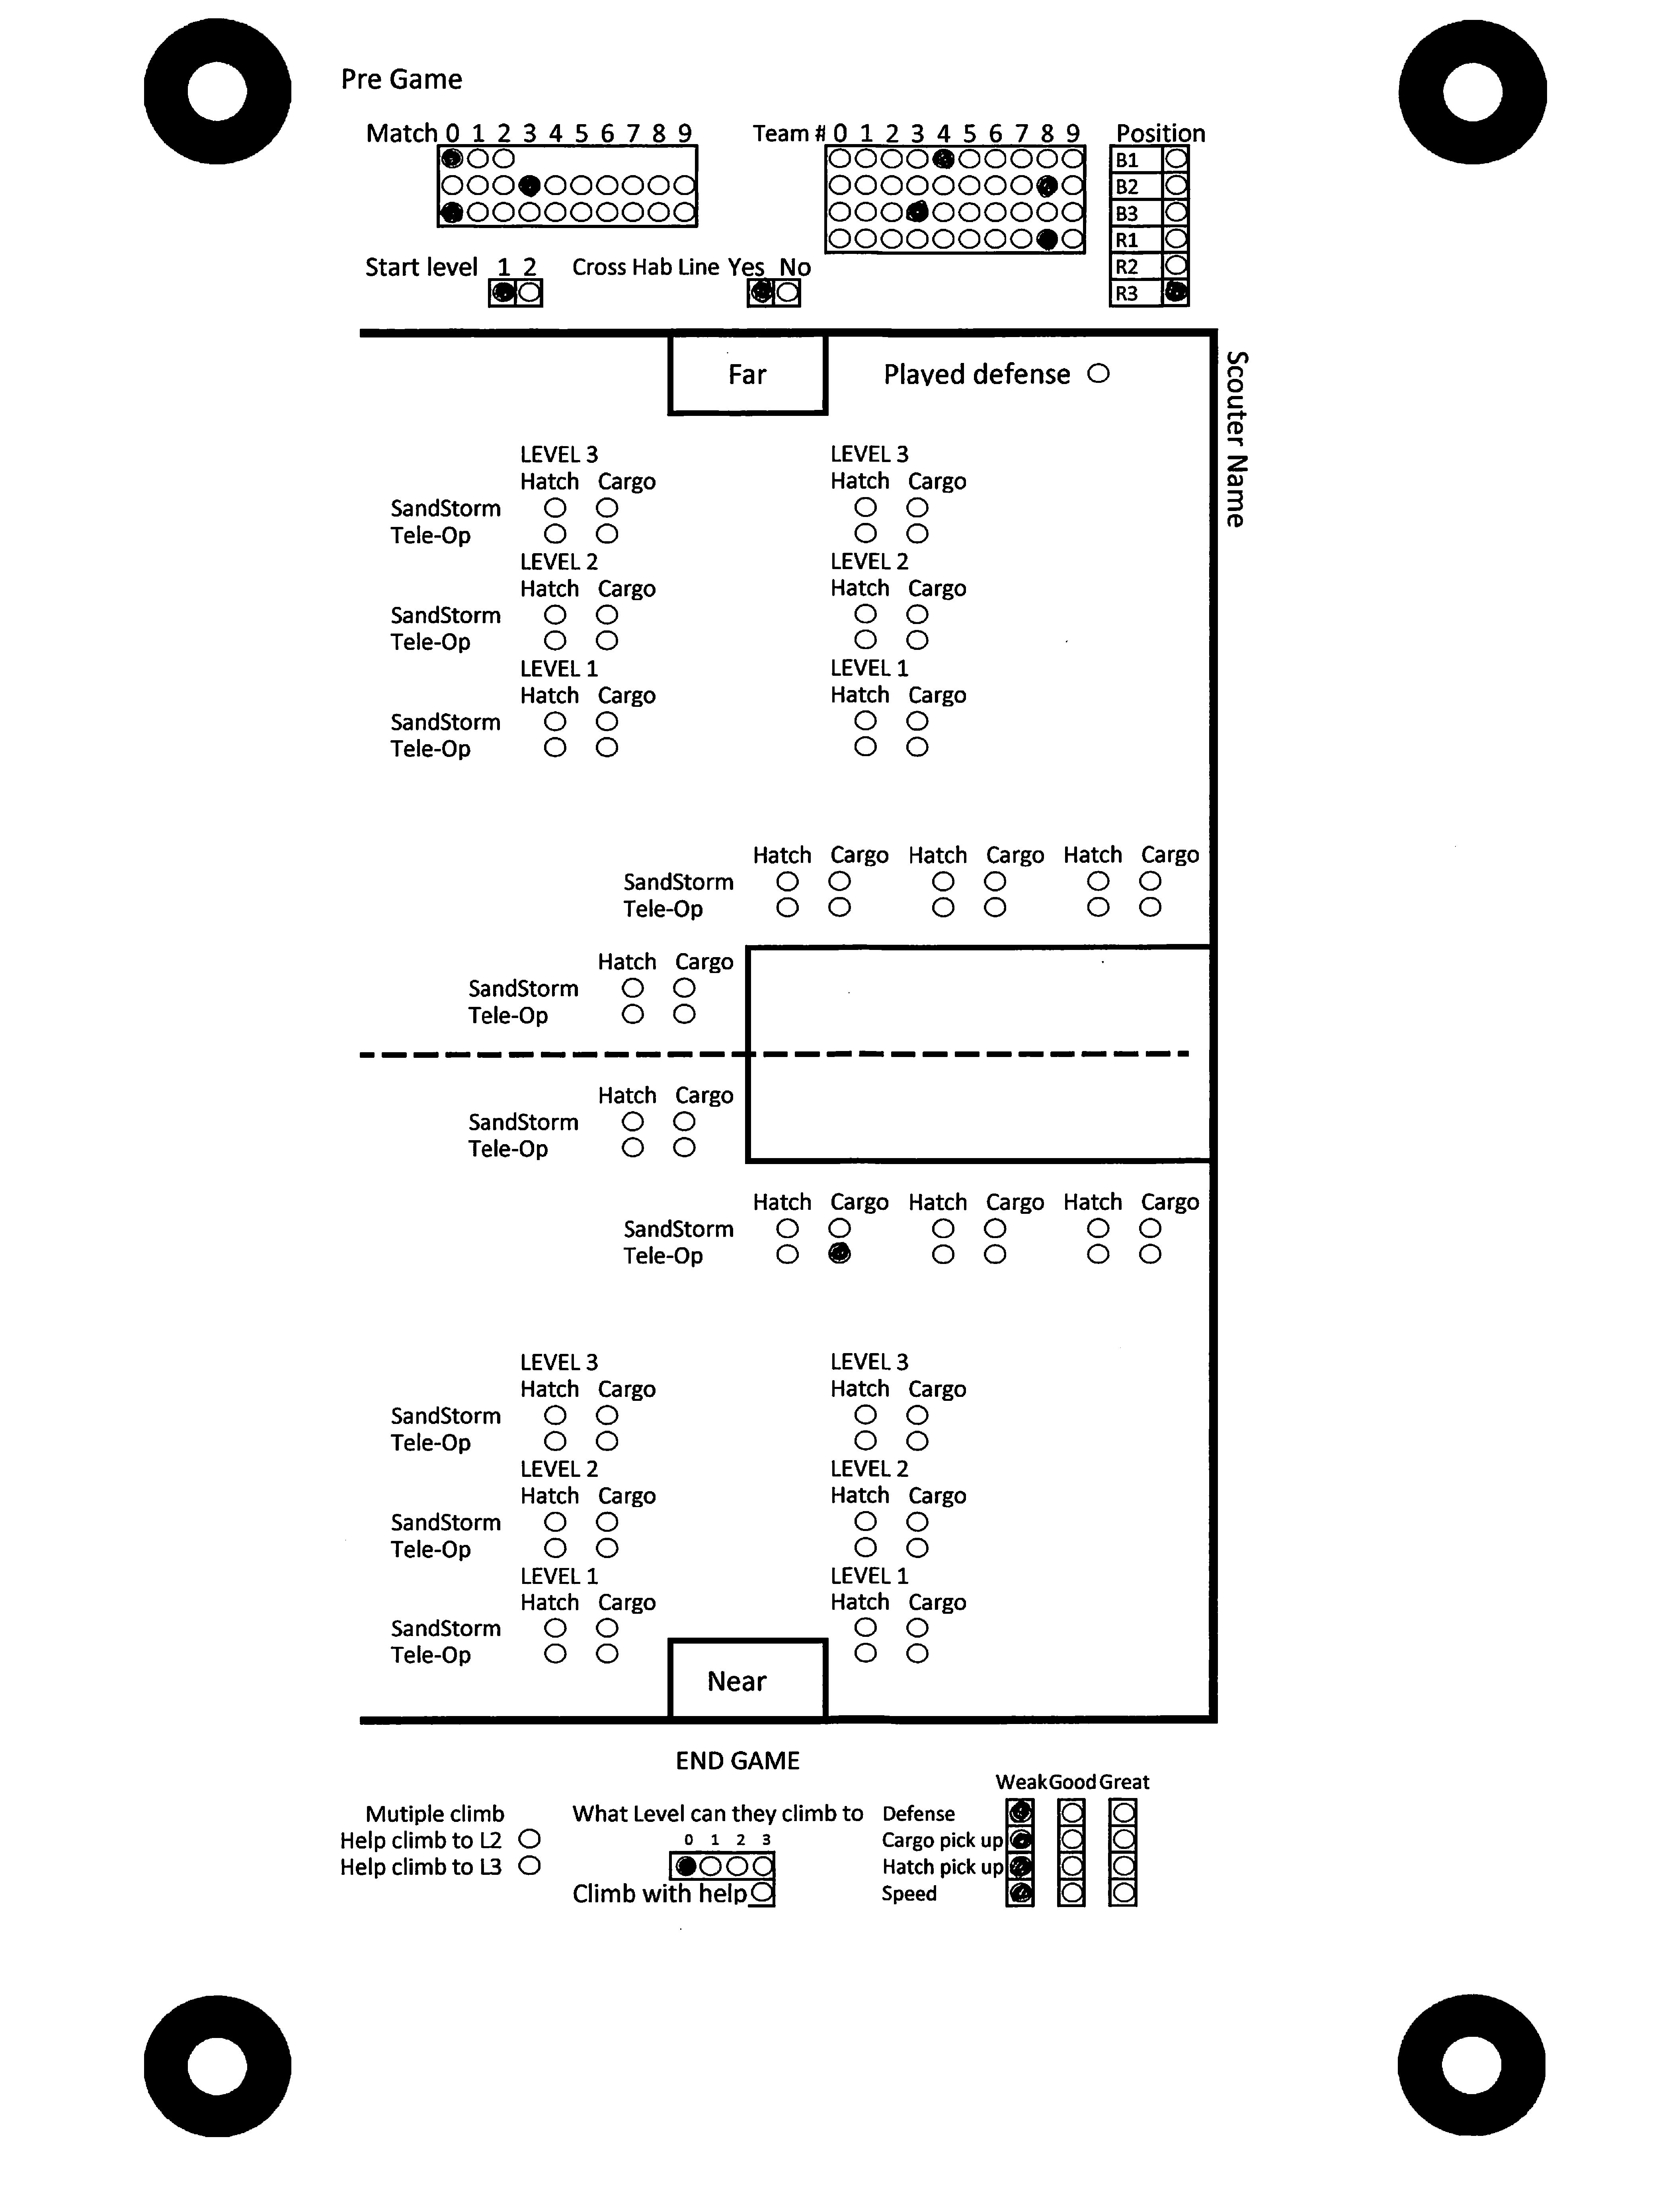 Pre Game
Match 0 1 2 3 4 5 6 7 8 9
Team # 0 1 2 3 4 5 6 7 8 9
Position
B1
B2
B3
R1
R2
R3
Start level 1 2
Cross Hab Line Yes No
Far
Played defense
Scouter Name
LEVEL 3 LEVEL 3
Hatch Cargo Hatch Cargo
SandStorm
Tele-Op
LEVEL 2 LEVEL 2
Hatch Cargo Hatch Cargo
SandStorm
Tele-Op
LEVEL 1 LEVEL 1
Hatch Cargo Hatch Cargo
SandStorm
Tele-Op
Hatch Cargo Hatch Cargo Hatch Cargo
SandStorm
Tele-Op
Hatch Cargo
SandStorm
Tele-Op
Hatch Cargo
SandStorm
Tele-Op
Hatch Cargo Hatch Cargo Hatch Cargo
SandStorm
Tele-Op
LEVEL 3 LEVEL 3
Hatch Cargo Hatch Cargo
SandStorm
Tele-Op
LEVEL 2 LEVEL 2
Hatch Cargo Hatch Cargo
SandStorm
Tele-Op
LEVEL 1 LEVEL 1
Hatch Cargo Hatch Cargo
SandStorm
Tele-Op
Near
END GAME
Mutiple climb
Help climb to L2
Help climb to L3
What Level can they climb to
0 1 2 3
Climb with help
Weak Good Great
Defense
Cargo pick up
Hatch pick up
Speed